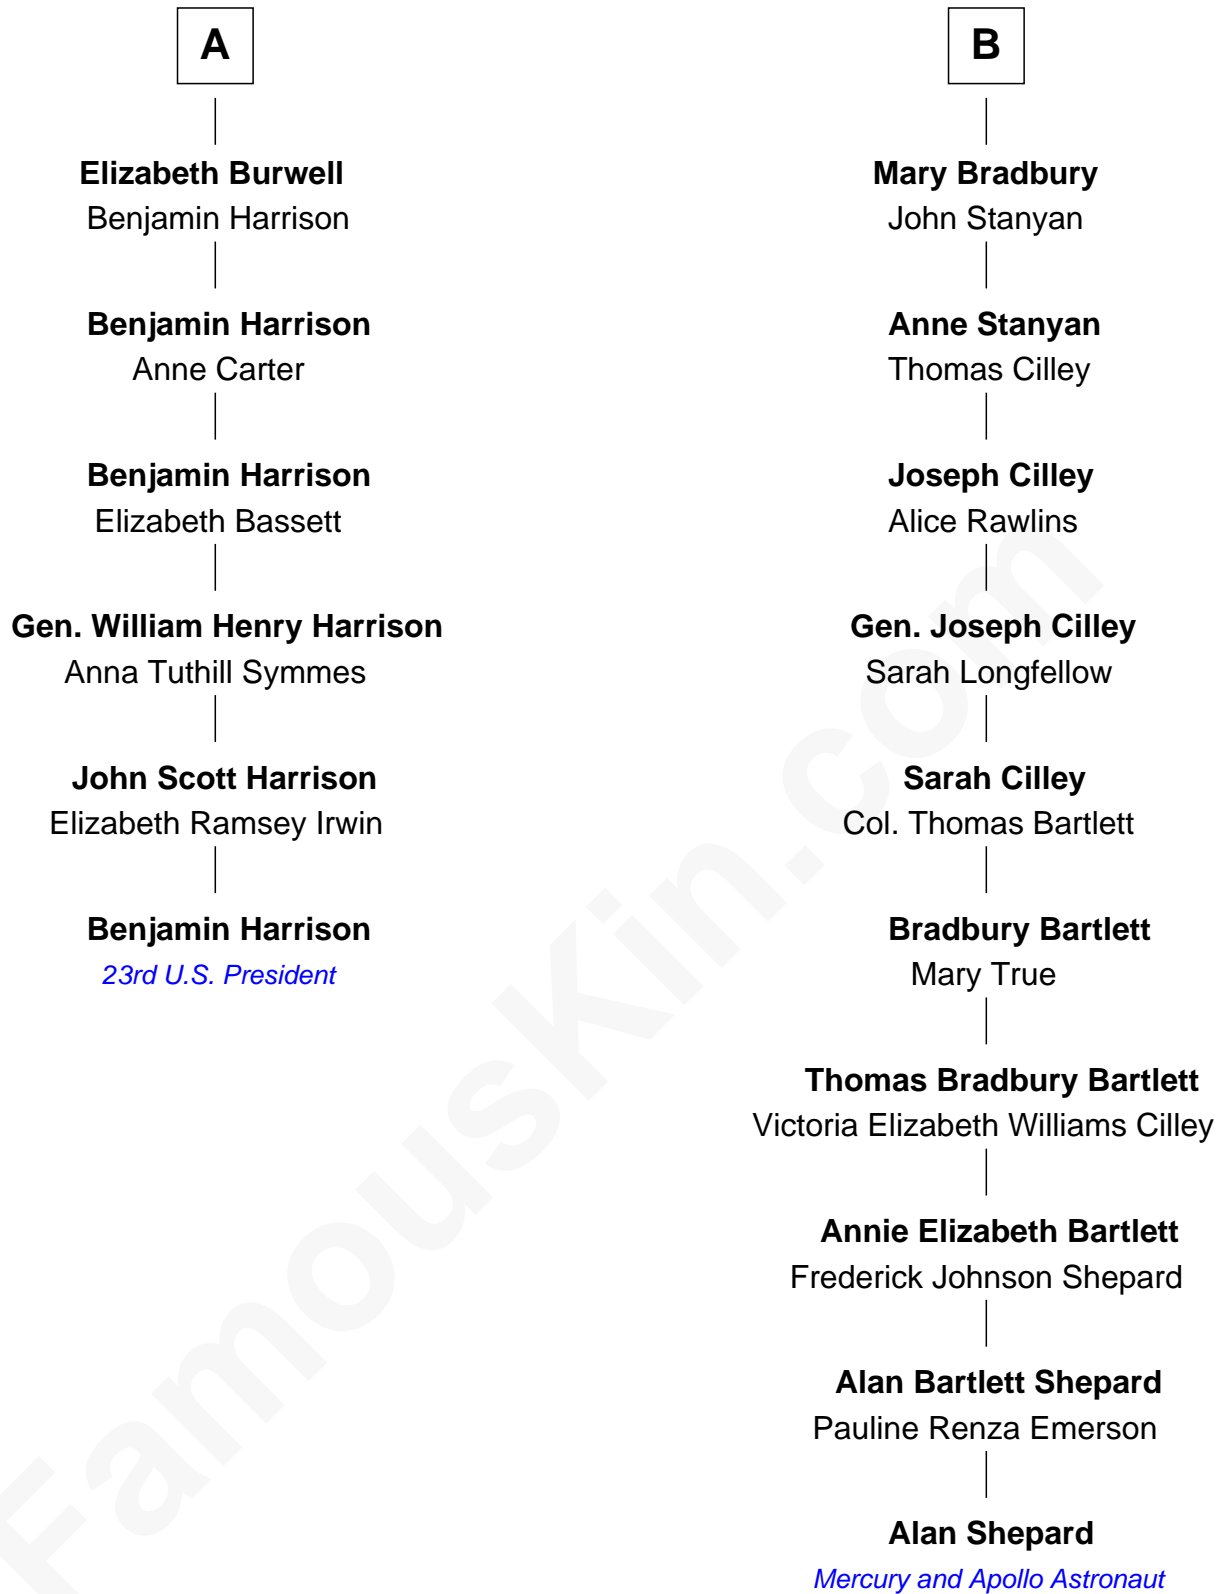 A
Elizabeth Burwell
Benjamin Harrison
Benjamin Harrison
Anne Carter
Benjamin Harrison
Elizabeth Bassett
Gen. William Henry Harrison
Anna Tuthill Symmes
John Scott Harrison
Elizabeth Ramsey Irwin
Benjamin Harrison
23rd U.S. President
B
Mary Bradbury
John Stanyan
Anne Stanyan
Thomas Cilley
Joseph Cilley
Alice Rawlins
Gen. Joseph Cilley
Sarah Longfellow
Sarah Cilley
Col. Thomas Bartlett
Bradbury Bartlett
Mary True
Thomas Bradbury Bartlett
Victoria Elizabeth Williams Cilley
Annie Elizabeth Bartlett
Frederick Johnson Shepard
Alan Bartlett Shepard
Pauline Renza Emerson
Alan Shepard
Mercury and Apollo Astronaut
FamousKin.com